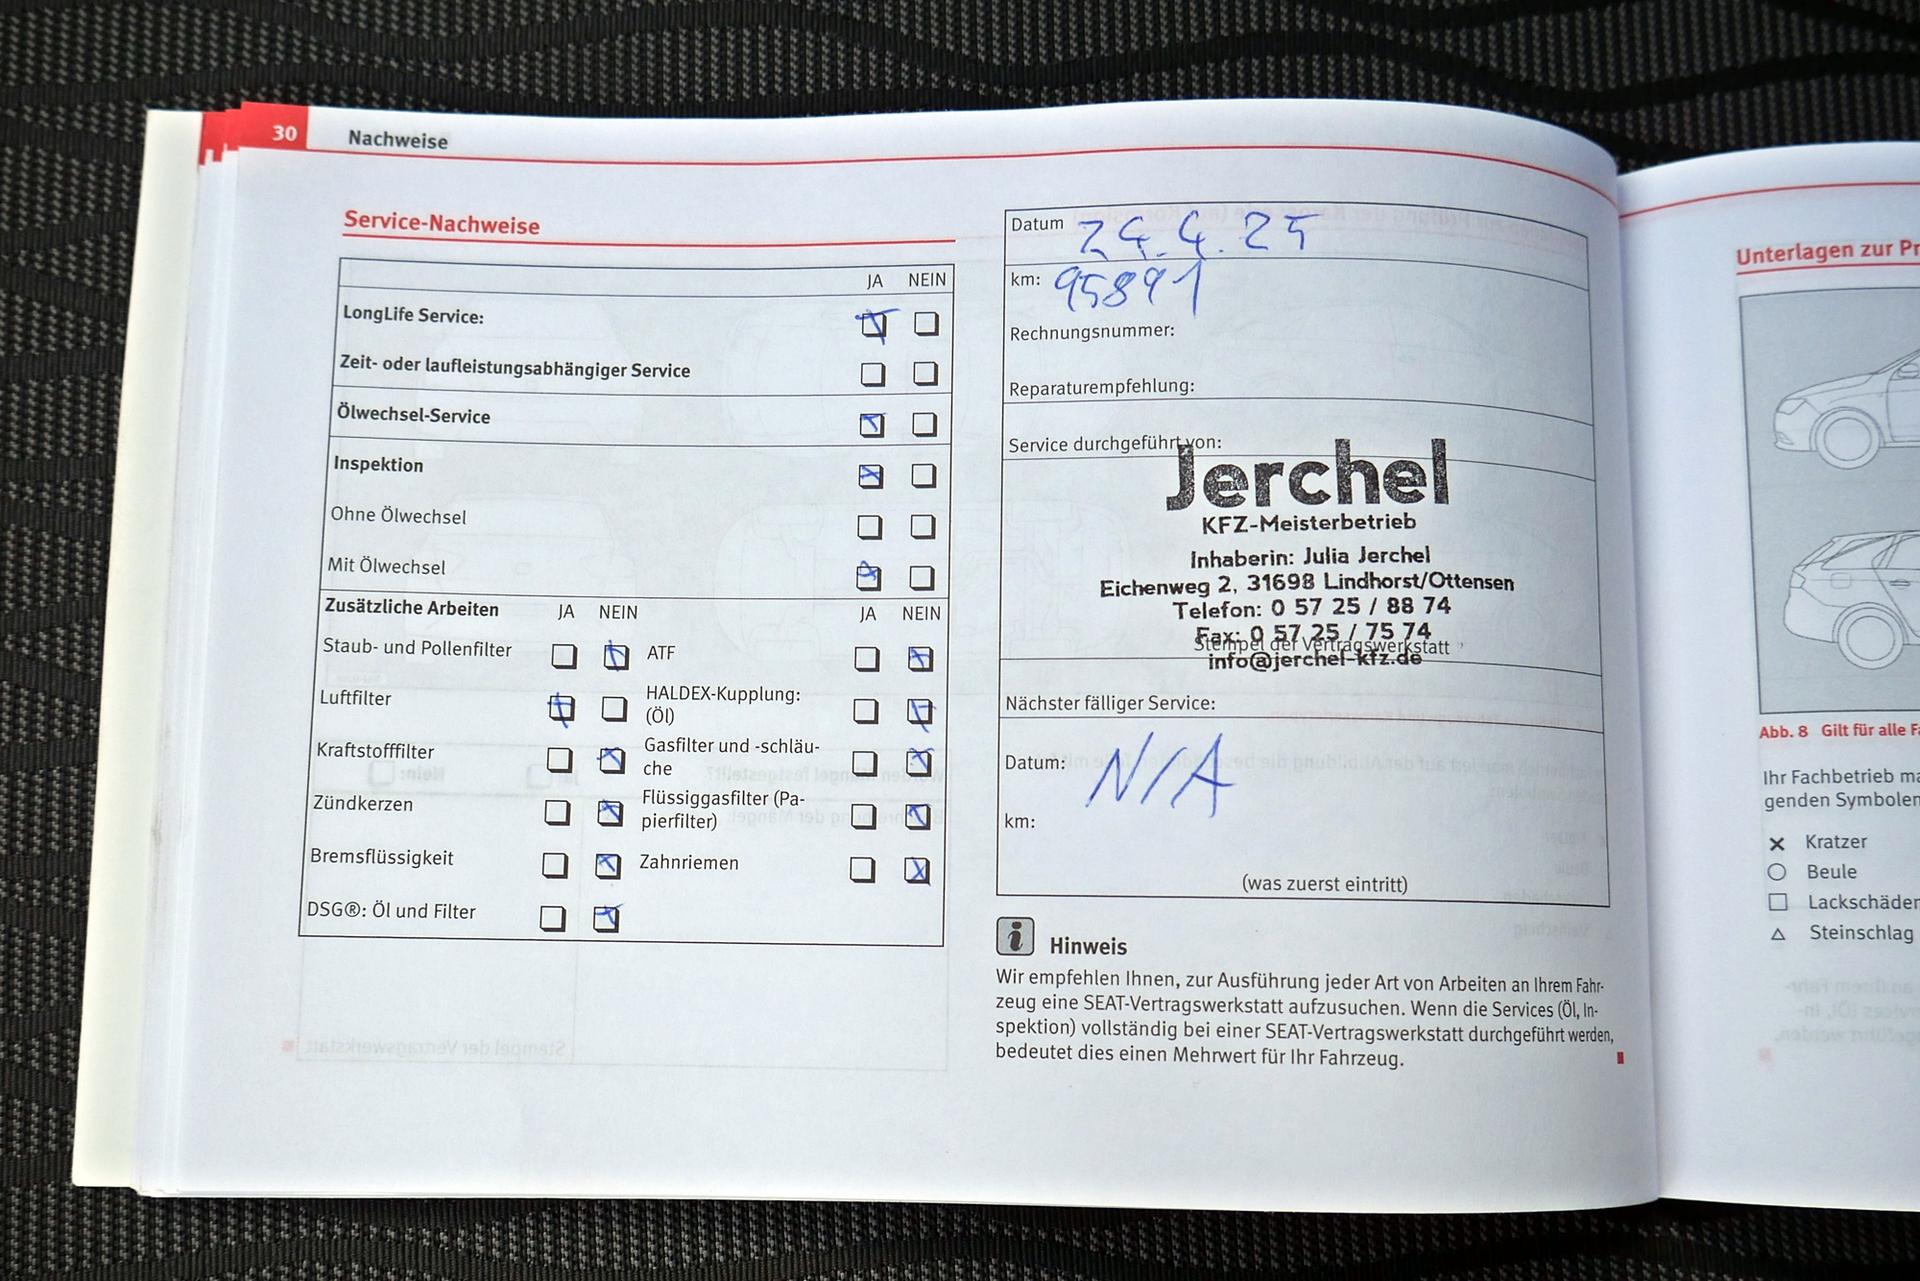 30 Nachweise
Service-Nachweise
JA NEIN
LongLife Service:
Zeit- oder laufleistungsabhängiger Service
Ölwechsel-Service
Inspektion
Ohne Ölwechsel
Mit Ölwechsel
Zusätzliche Arbeiten JA NEIN JA NEIN
Staub- und Pollenfilter ATF
Luftfilter HALDEX-Kupplung:
(Öl)
Kraftstofffilter Gasfilter und -schläu-
che
Zündkerzen Flüssiggasfilter (Pa-
pierfilter)
Bremsflüssigkeit Zahnriemen
DSG®: Öl und Filter
Datum 24.4.25
km: 95891
Rechnungsnummer:
Reparaturempfehlung:
Service durchgeführt von:
Jerchel
KFZ-Meisterbetrieb
Inhaberin: Julia Jerchel
Eichenweg 2, 31698 Lindhorst/Ottensen
Telefon: 0 57 25 / 88 74
Fax: 0 57 25 / 75 74
Stempel der Vertragswerkstatt
info@jerchel-kfz.de
Nächster fälliger Service:
Datum: N/A
km:
(was zuerst eintritt)
i Hinweis
Wir empfehlen Ihnen, zur Ausführung jeder Art von Arbeiten an Ihrem Fahr-
zeug eine SEAT-Vertragswerkstatt aufzusuchen. Wenn die Services (Öl, In-
spektion) vollständig bei einer SEAT-Vertragswerkstatt durchgeführt werden,
bedeutet dies einen Mehrwert für Ihr Fahrzeug.
Unterlagen zur Pr
Abb. 8 Gilt für alle Fa
Ihr Fachbetrieb ma
genden Symbolen
Kratzer
Beule
Lackschäden
Steinschlag